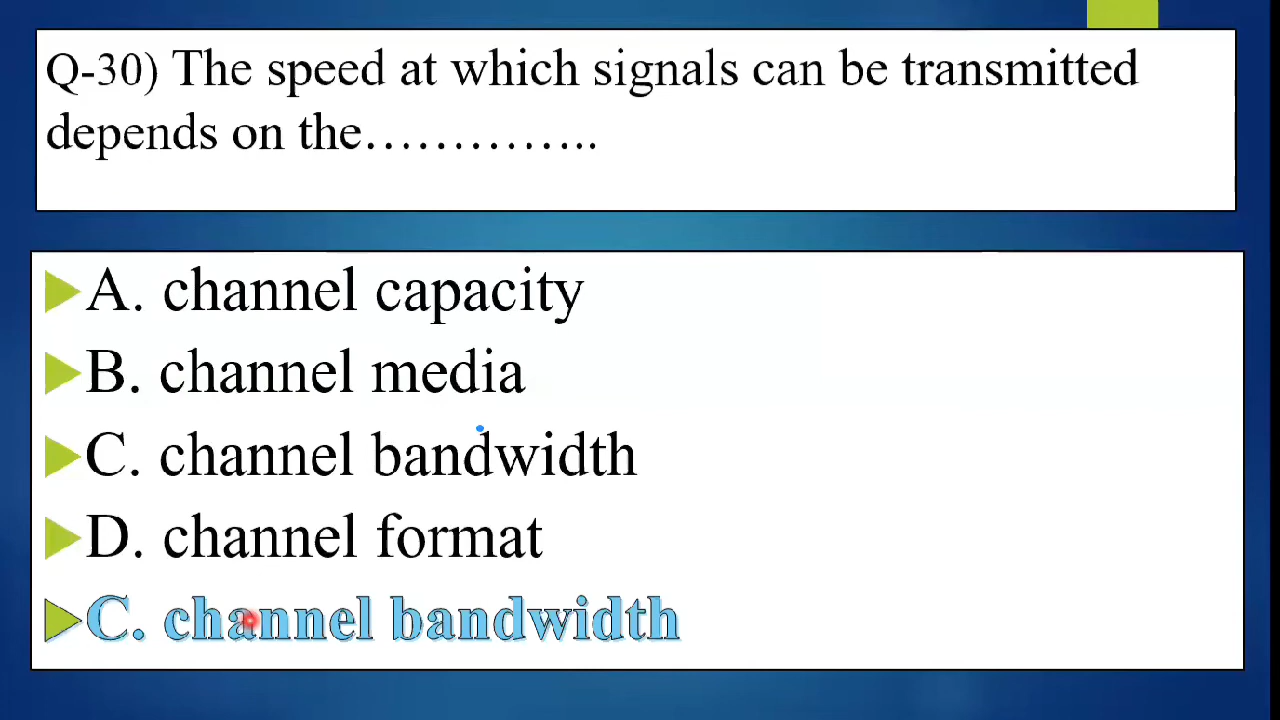 Q-30) The speed at which signals can be transmitted
depends on the…………..
A. channel capacity
B. channel media
C. channel bandwidth
D. channel format
C. channel bandwidth